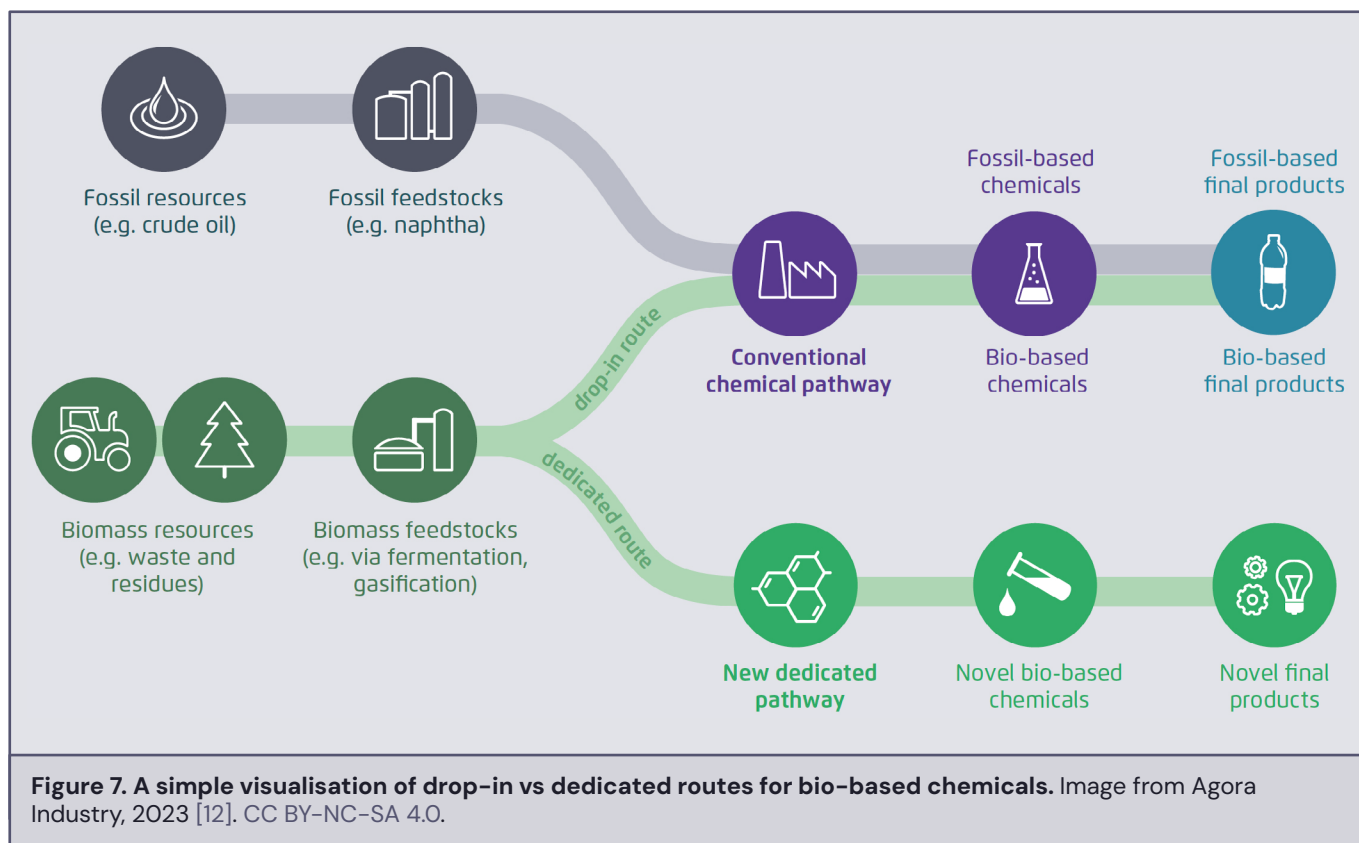 Fossil resources
(e.g. crude oil)
Fossil feedstocks
(e.g. naphtha)
Fossil-based
chemicals
Fossil-based
final products
drop-in route
Conventional
chemical pathway
Bio-based
chemicals
Bio-based
final products
Biomass resources
(e.g. waste and
residues)
Biomass feedstocks
(e.g. via fermentation,
gasification)
dedicated route
New dedicated
pathway
Novel bio-based
chemicals
Novel final
products
Figure 7. A simple visualisation of drop-in vs dedicated routes for bio-based chemicals. Image from Agora
Industry, 2023 [12]. CC BY-NC-SA 4.0.